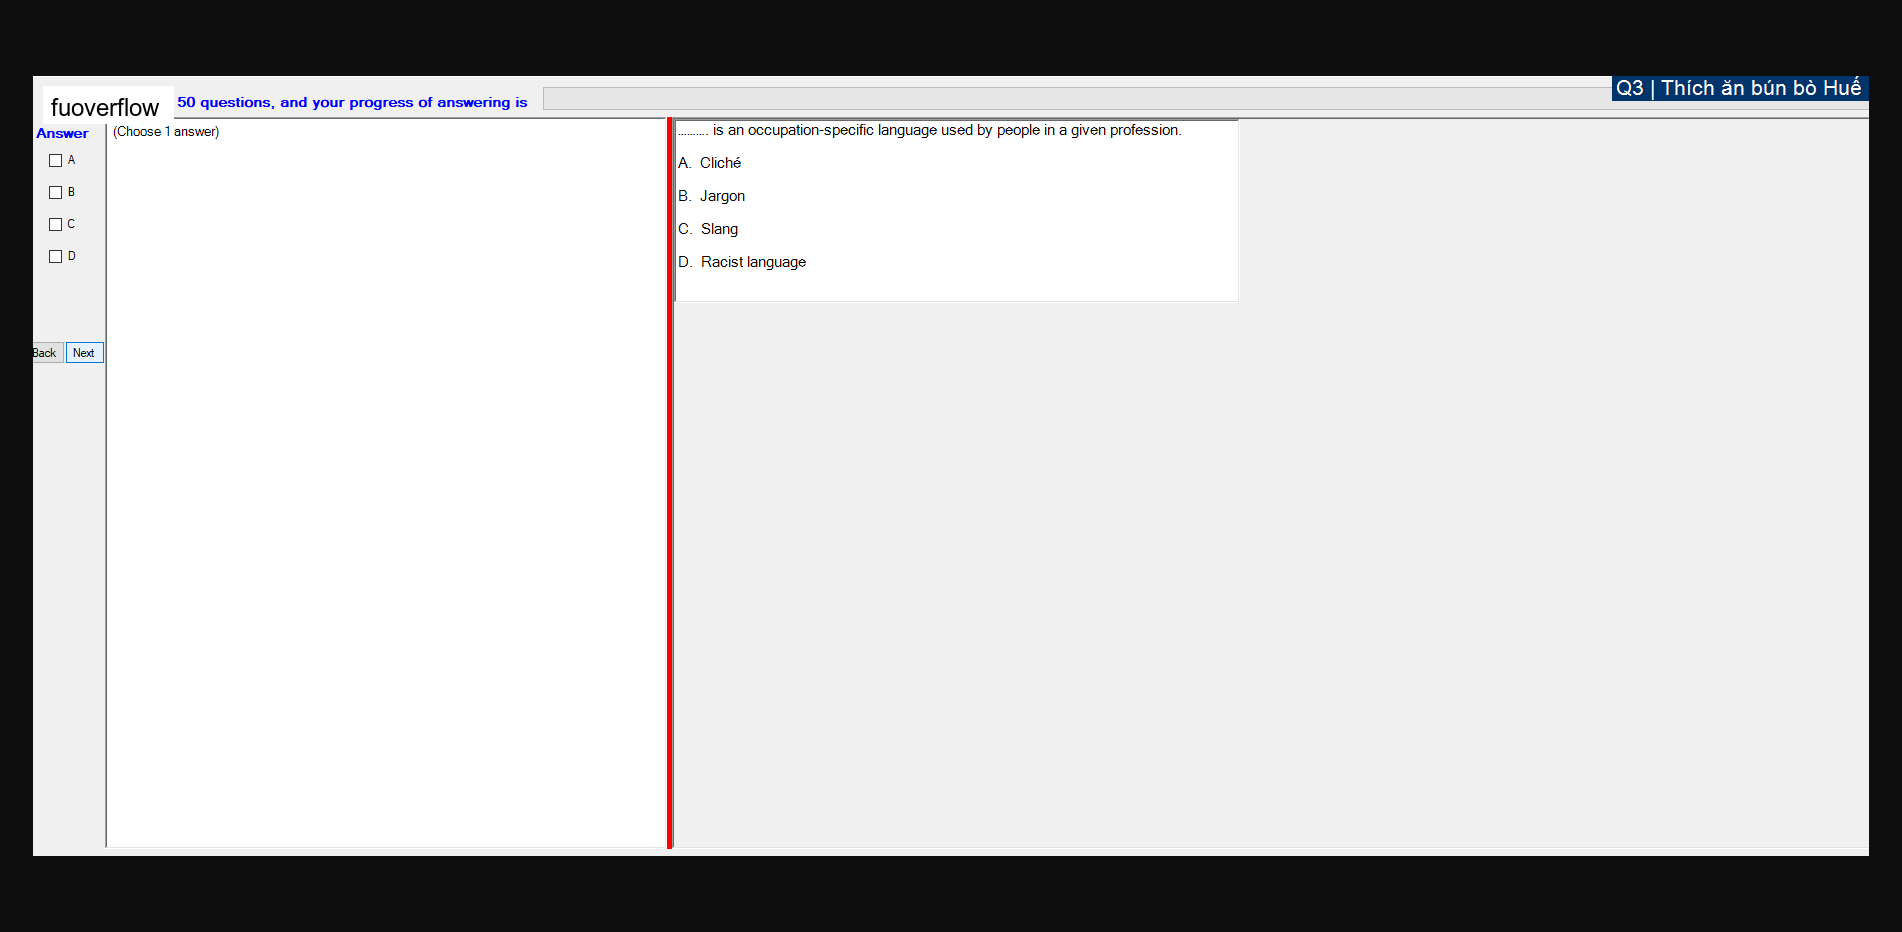 Q3 | Thích ăn bún bò Huế
fuoverflow
50 questions, and your progress of answering is
Answer
(Choose 1 answer)
A
B
C
D
Back
Next
.......... is an occupation-specific language used by people in a given profession.
A. Cliché
B. Jargon
C. Slang
D. Racist language